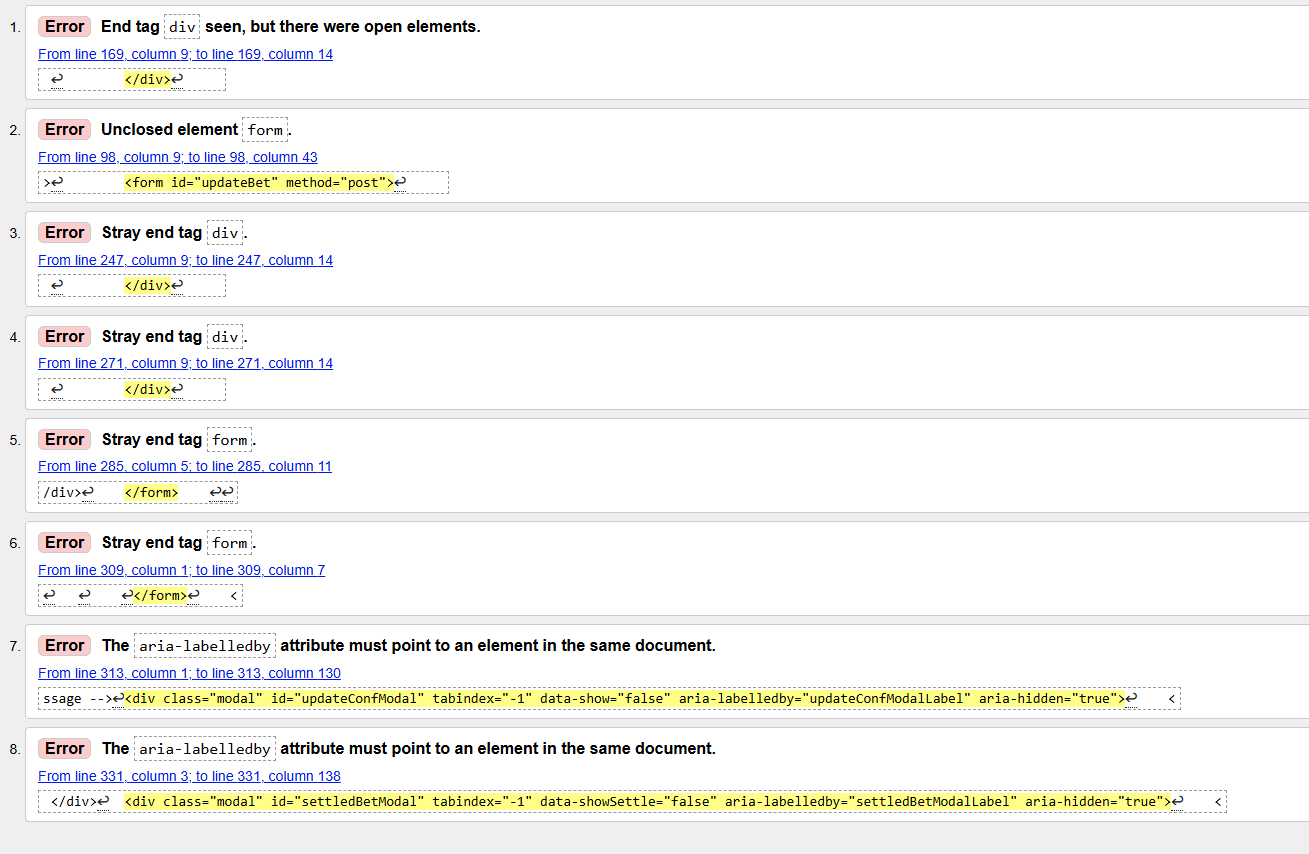 1. Error End tag div seen, but there were open elements.
From line 169, column 9; to line 169, column 14
↩ </div>↩
2. Error Unclosed element form.
From line 98, column 9; to line 98, column 43
>↩ <form id="updateBet" method="post">↩
3. Error Stray end tag div.
From line 247, column 9; to line 247, column 14
↩ </div>↩
4. Error Stray end tag div.
From line 271, column 9; to line 271, column 14
↩ </div>↩
5. Error Stray end tag form.
From line 285, column 5; to line 285, column 11
/div>↩ </form> ↩↩
6. Error Stray end tag form.
From line 309, column 1; to line 309, column 7
↩ ↩ ↩</form>↩ <
7. Error The aria-labelledby attribute must point to an element in the same document.
From line 313, column 1; to line 313, column 130
ssage -->↩<div class="modal" id="updateConfModal" tabindex="-1" data-show="false" aria-labelledby="updateConfModalLabel" aria-hidden="true">↩ <
8. Error The aria-labelledby attribute must point to an element in the same document.
From line 331, column 3; to line 331, column 138
</div>↩ <div class="modal" id="settledBetModal" tabindex="-1" data-showSettle="false" aria-labelledby="settledBetModalLabel" aria-hidden="true">↩ <